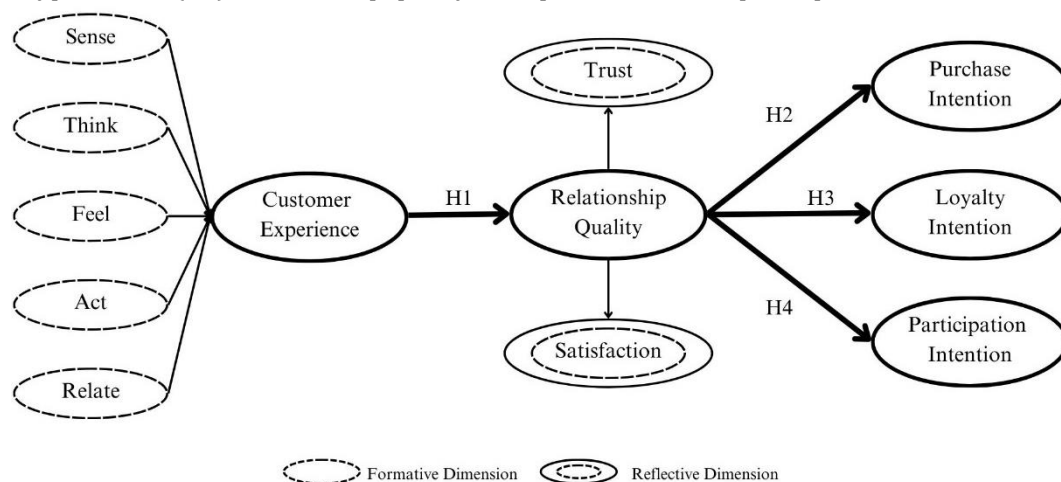 Sense
Think
Feel
Act
Relate
Customer
Experience
H1
Trust
Relationship
Quality
Satisfaction
H2
H3
H4
Purchase
Intention
Loyalty
Intention
Participation
Intention
Formative Dimension
Reflective Dimension